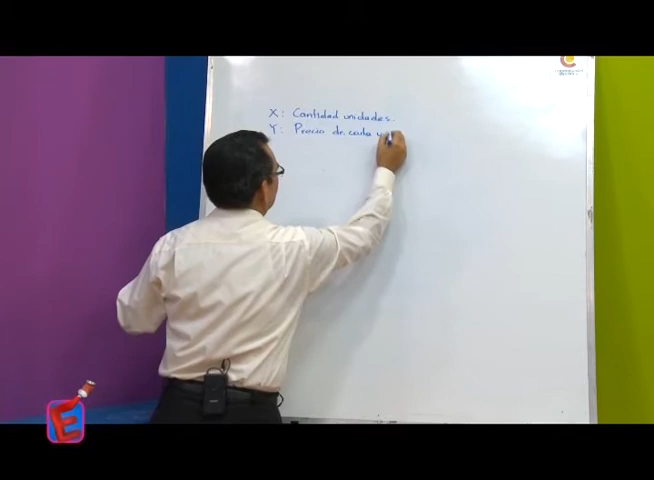 X: Cantidad unidades.
Y: Precio de cada u
E